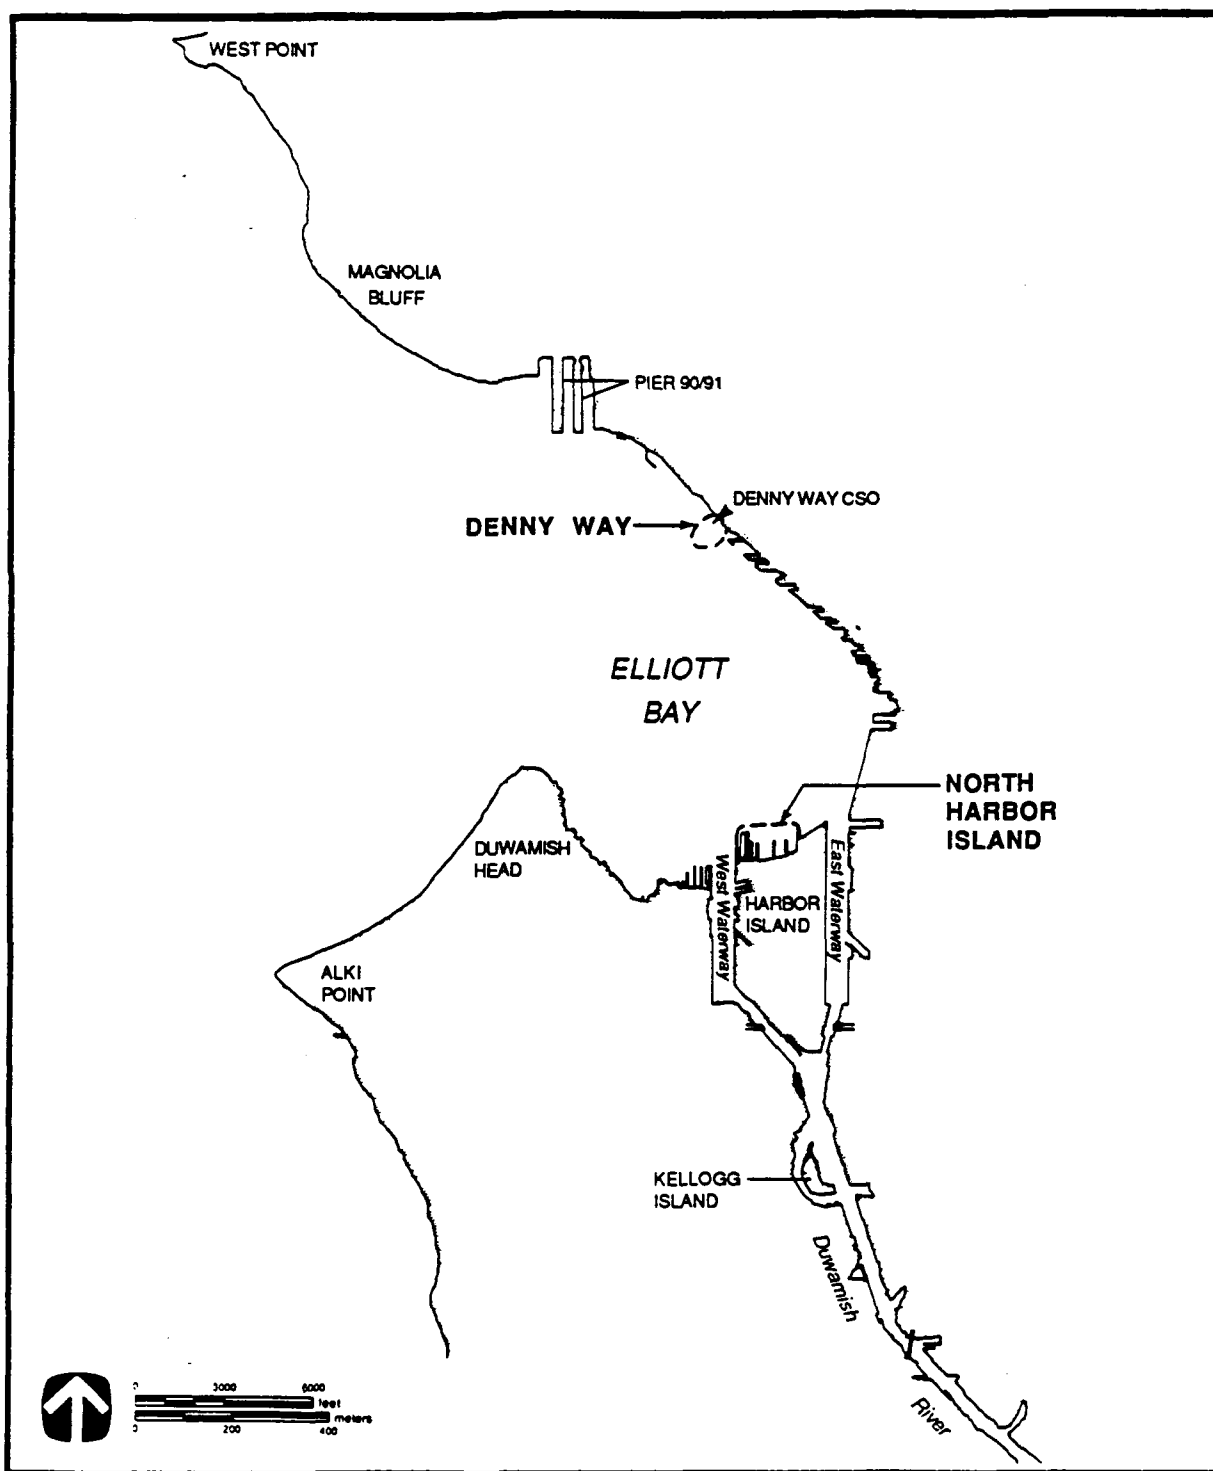 WEST POINT
MAGNOLIA
BLUFF
PIER 90/91
DENNY WAY CSO
DENNY WAY
ELLIOTT
BAY
NORTH
HARBOR
ISLAND
DUWAMISH
HEAD
West Waterway
East Waterway
HARBOR
ISLAND
ALKI
POINT
KELLOGG
ISLAND
Duwamish
River
0 3000 6000
feet
meters
0 200 400